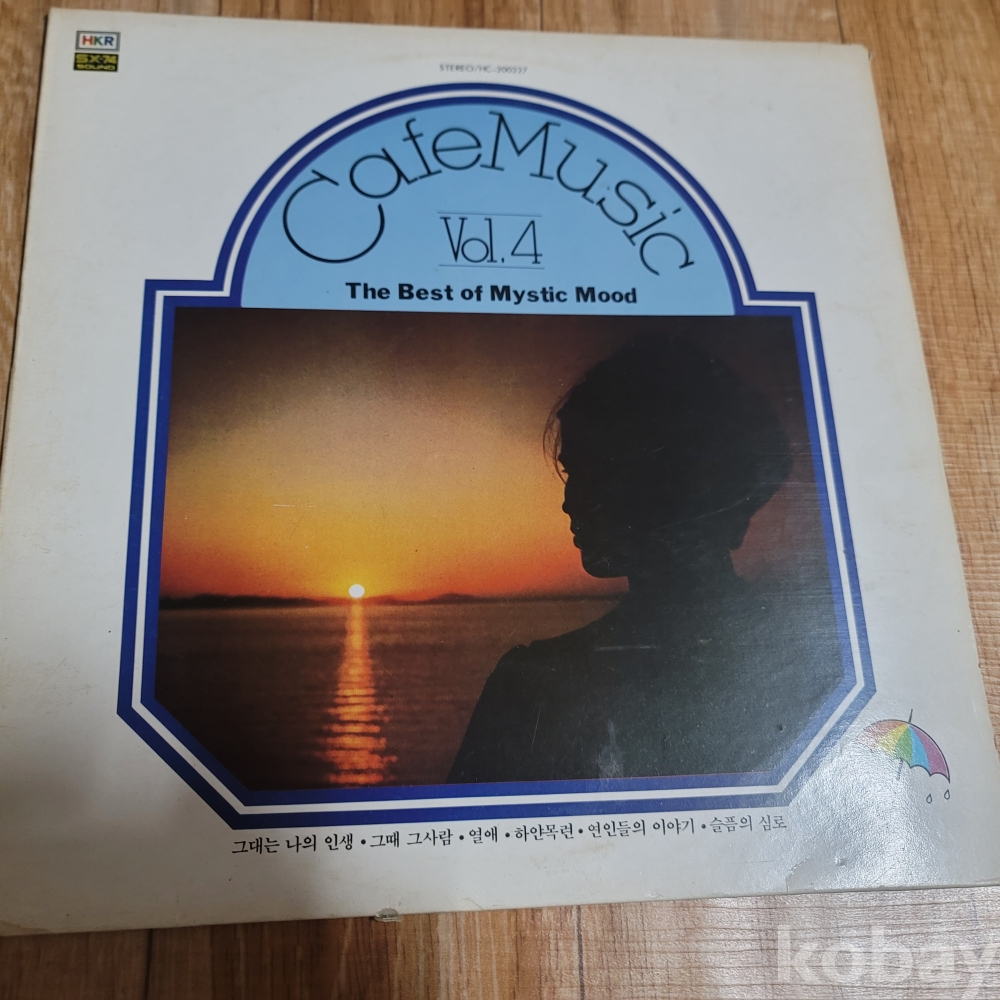 HKR
SX-74
SOUND
STEREO/HC-200227
CafeMusic
Vol.4
The Best of Mystic Mood
그대는 나의 인생 • 그때 그사람 • 열애 • 하얀목련 • 연인들의 이야기 • 슬픔의 심로
kobay